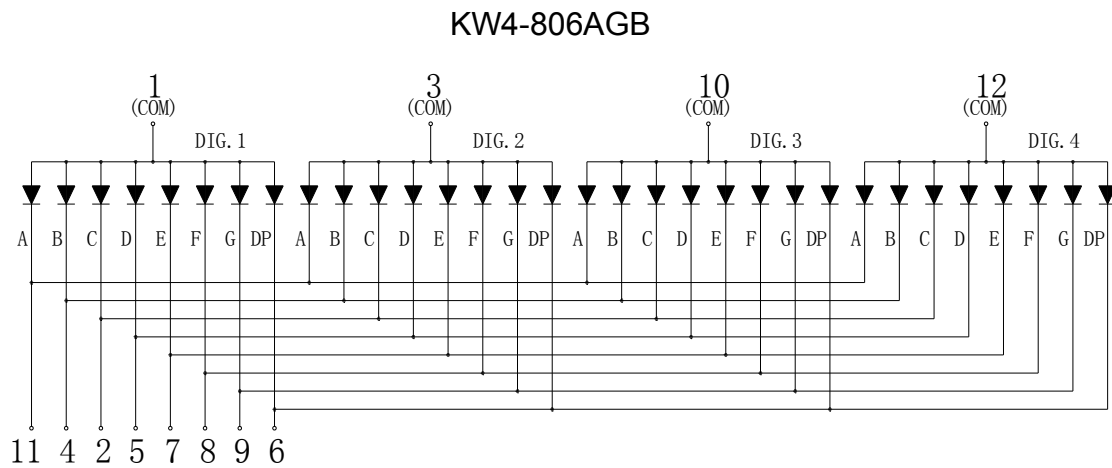 KW4-806AGB
1 3 10 12
(COM) (COM) (COM) (COM)
DIG.1 DIG.2 DIG.3 DIG.4
A B C D E F G DP A B C D E F G DP A B C D E F G DP A B C D E F G DP
11 4 2 5 7 8 9 6